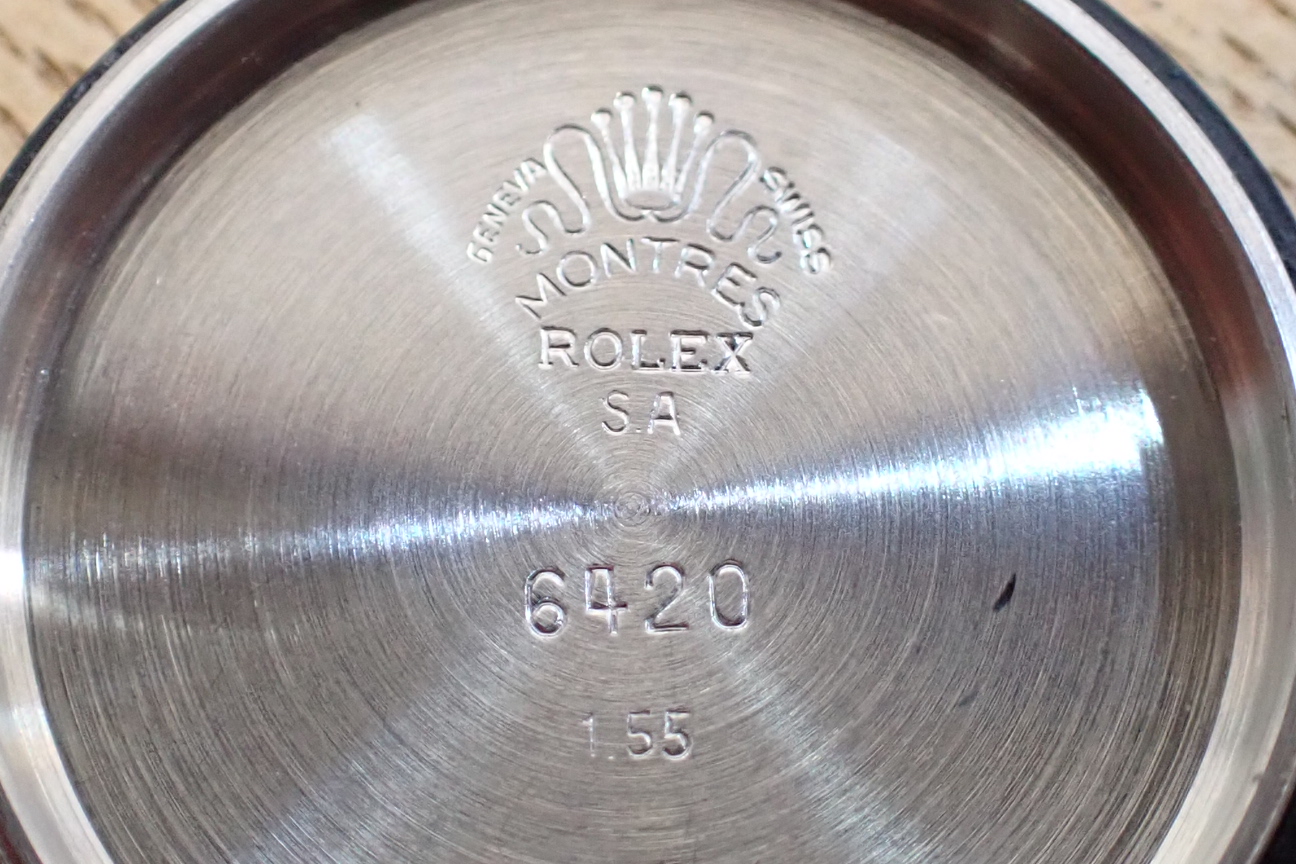 GENEVA SWISS
MONTRES
ROLEX
S.A
6420
1.55